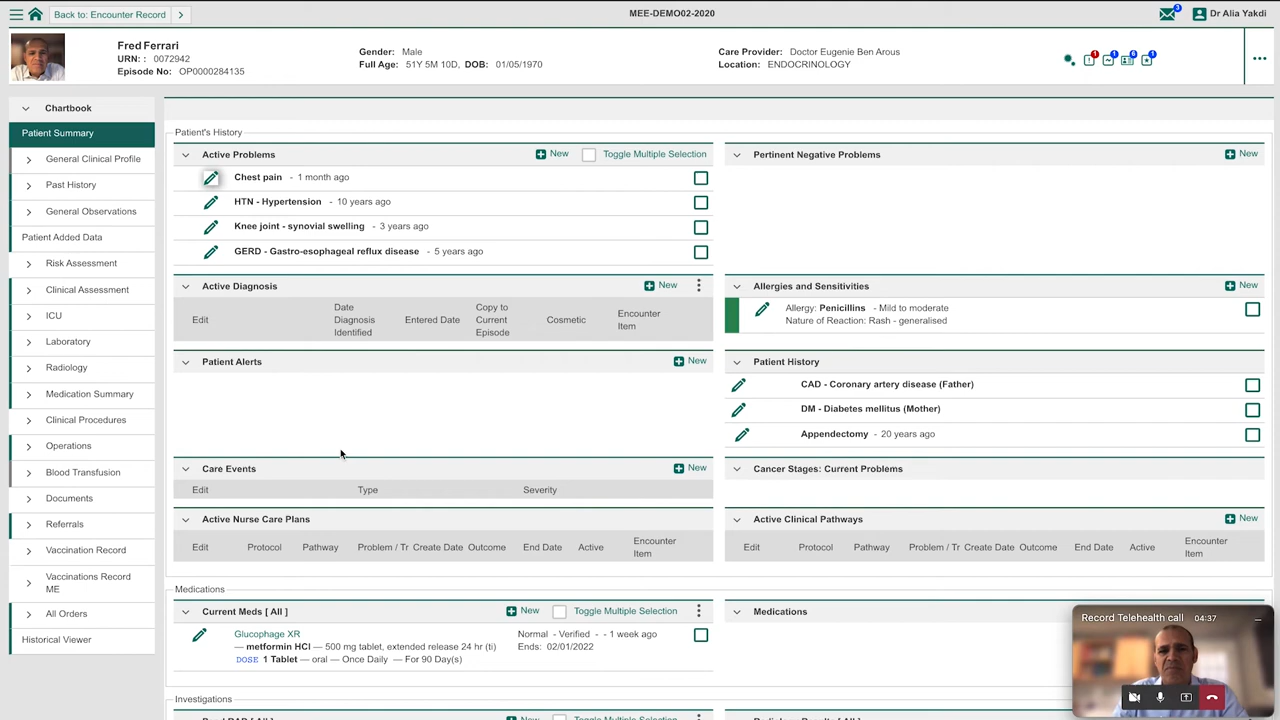 Back to: Encounter Record
MEE-DEMO02-2020
3
Dr Alia Yakdi
Fred Ferrari
URN: : 0072942
Episode No: OP0000284135
Gender: Male
Full Age: 51Y 5M 10D, DOB: 01/05/1970
Care Provider: Doctor Eugenie Ben Arous
Location: ENDOCRINOLOGY
1 1 6 1
Chartbook
Patient Summary
General Clinical Profile
Past History
General Observations
Patient Added Data
Risk Assessment
Clinical Assessment
ICU
Laboratory
Radiology
Medication Summary
Clinical Procedures
Operations
Blood Transfusion
Documents
Referrals
Vaccination Record
Vaccinations Record
ME
All Orders
Historical Viewer
Patient's History
Active Problems New Toggle Multiple Selection
Chest pain - 1 month ago
HTN - Hypertension - 10 years ago
Knee joint - synovial swelling - 3 years ago
GERD - Gastro-esophageal reflux disease - 5 years ago
Pertinent Negative Problems New
Active Diagnosis New
Edit
Date
Diagnosis
Identified
Entered Date
Copy to
Current
Episode
Cosmetic
Encounter
Item
Allergies and Sensitivities New
Allergy: Penicillins - Mild to moderate
Nature of Reaction: Rash - generalised
Patient Alerts New
Patient History
CAD - Coronary artery disease (Father)
DM - Diabetes mellitus (Mother)
Appendectomy - 20 years ago
Care Events New
Edit Type Severity
Cancer Stages: Current Problems
Active Nurse Care Plans
Edit Protocol Pathway Problem / Tr Create Date Outcome End Date Active
Encounter
Item
Active Clinical Pathways New
Edit Protocol Pathway Problem / Tr Create Date Outcome End Date Active
Encounter
Item
Medications
Current Meds [ All ] New Toggle Multiple Selection
Glucophage XR
— metformin HCl — 500 mg tablet, extended release 24 hr (ti)
DOSE 1 Tablet — oral — Once Daily — For 90 Day(s)
Normal - Verified - - 1 week ago
Ends: 02/01/2022
Medications
Record Telehealth call 04:37
Investigations
New Toggle Multiple Selection